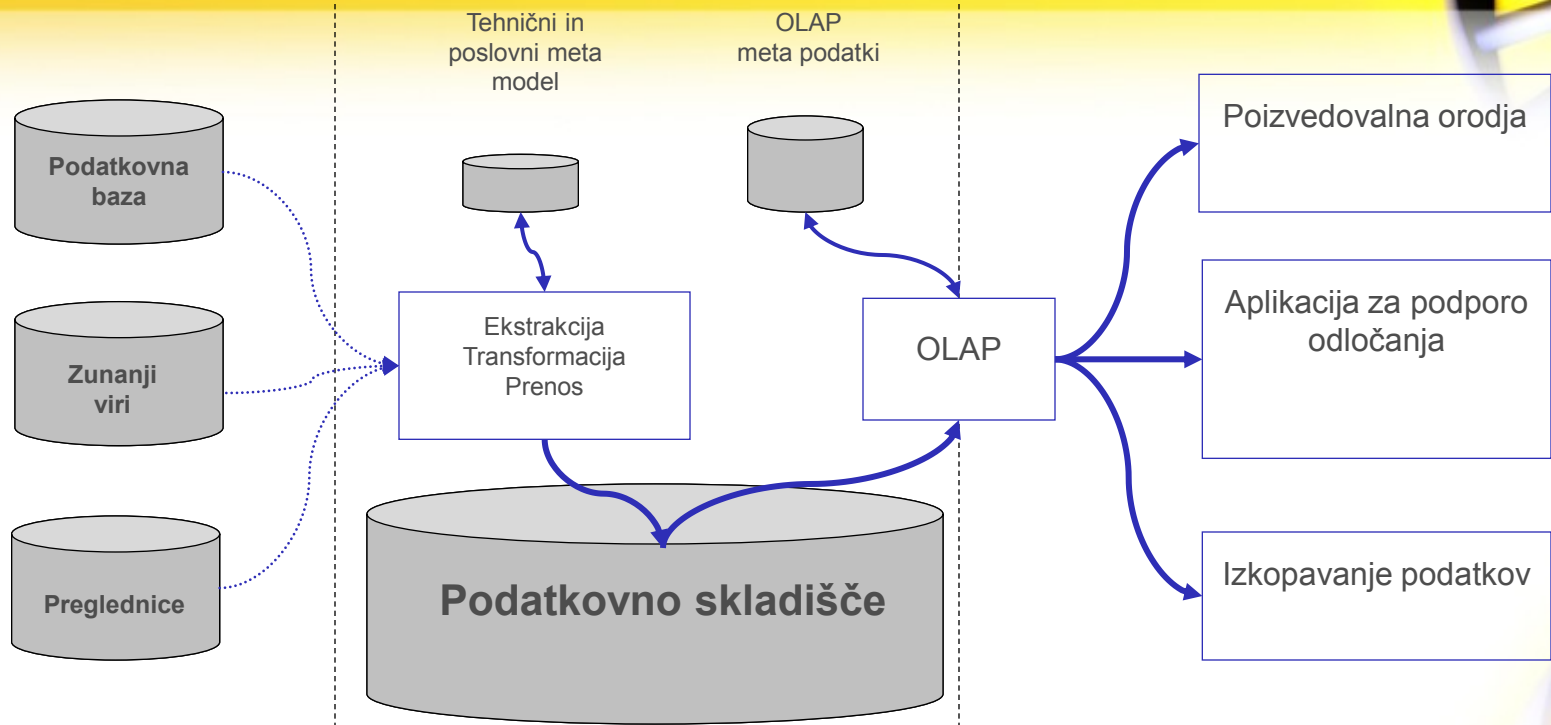 Tehnični in
poslovni meta
model
OLAP
meta podatki
Podatkovna
baza
Zunanji
viri
Preglednice
Ekstrakcija
Transformacija
Prenos
Podatkovno skladišče
OLAP
Poizvedovalna orodja
Aplikacija za podporo
odločanja
Izkopavanje podatkov